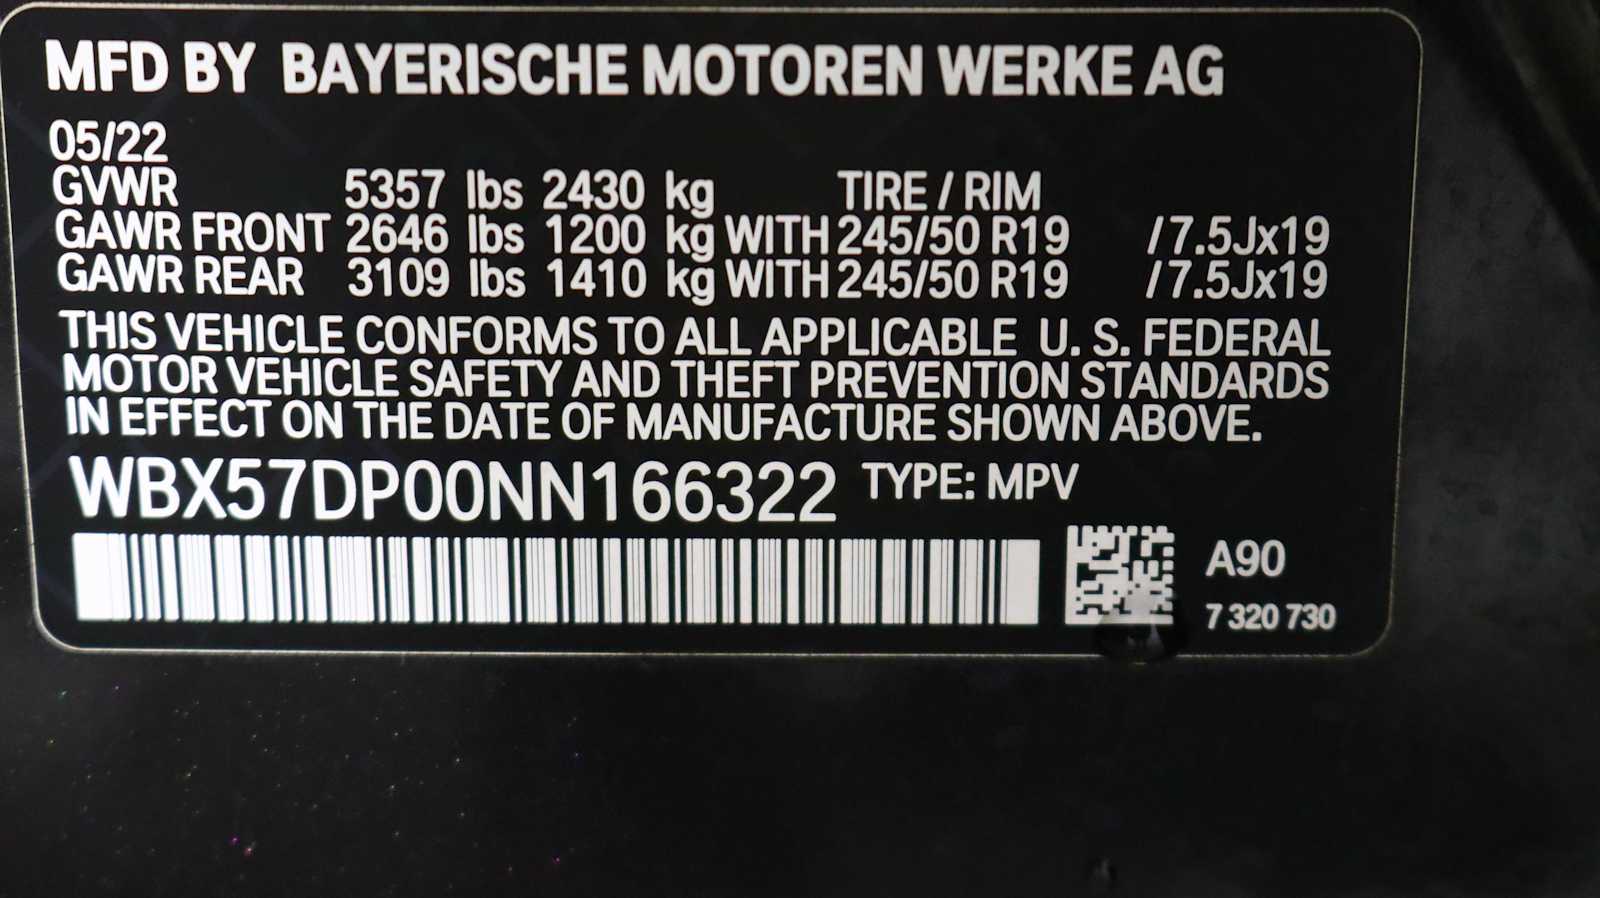 MFD BY BAYERISCHE MOTOREN WERKE AG
05/22
GVWR 5357 lbs 2430 kg TIRE / RIM
GAWR FRONT 2646 lbs 1200 kg WITH 245/50 R19 /7.5Jx19
GAWR REAR 3109 lbs 1410 kg WITH 245/50 R19 /7.5Jx19
THIS VEHICLE CONFORMS TO ALL APPLICABLE U. S. FEDERAL
MOTOR VEHICLE SAFETY AND THEFT PREVENTION STANDARDS
IN EFFECT ON THE DATE OF MANUFACTURE SHOWN ABOVE.
WBX57DP00NN166322 TYPE: MPV
A90
7 320 730